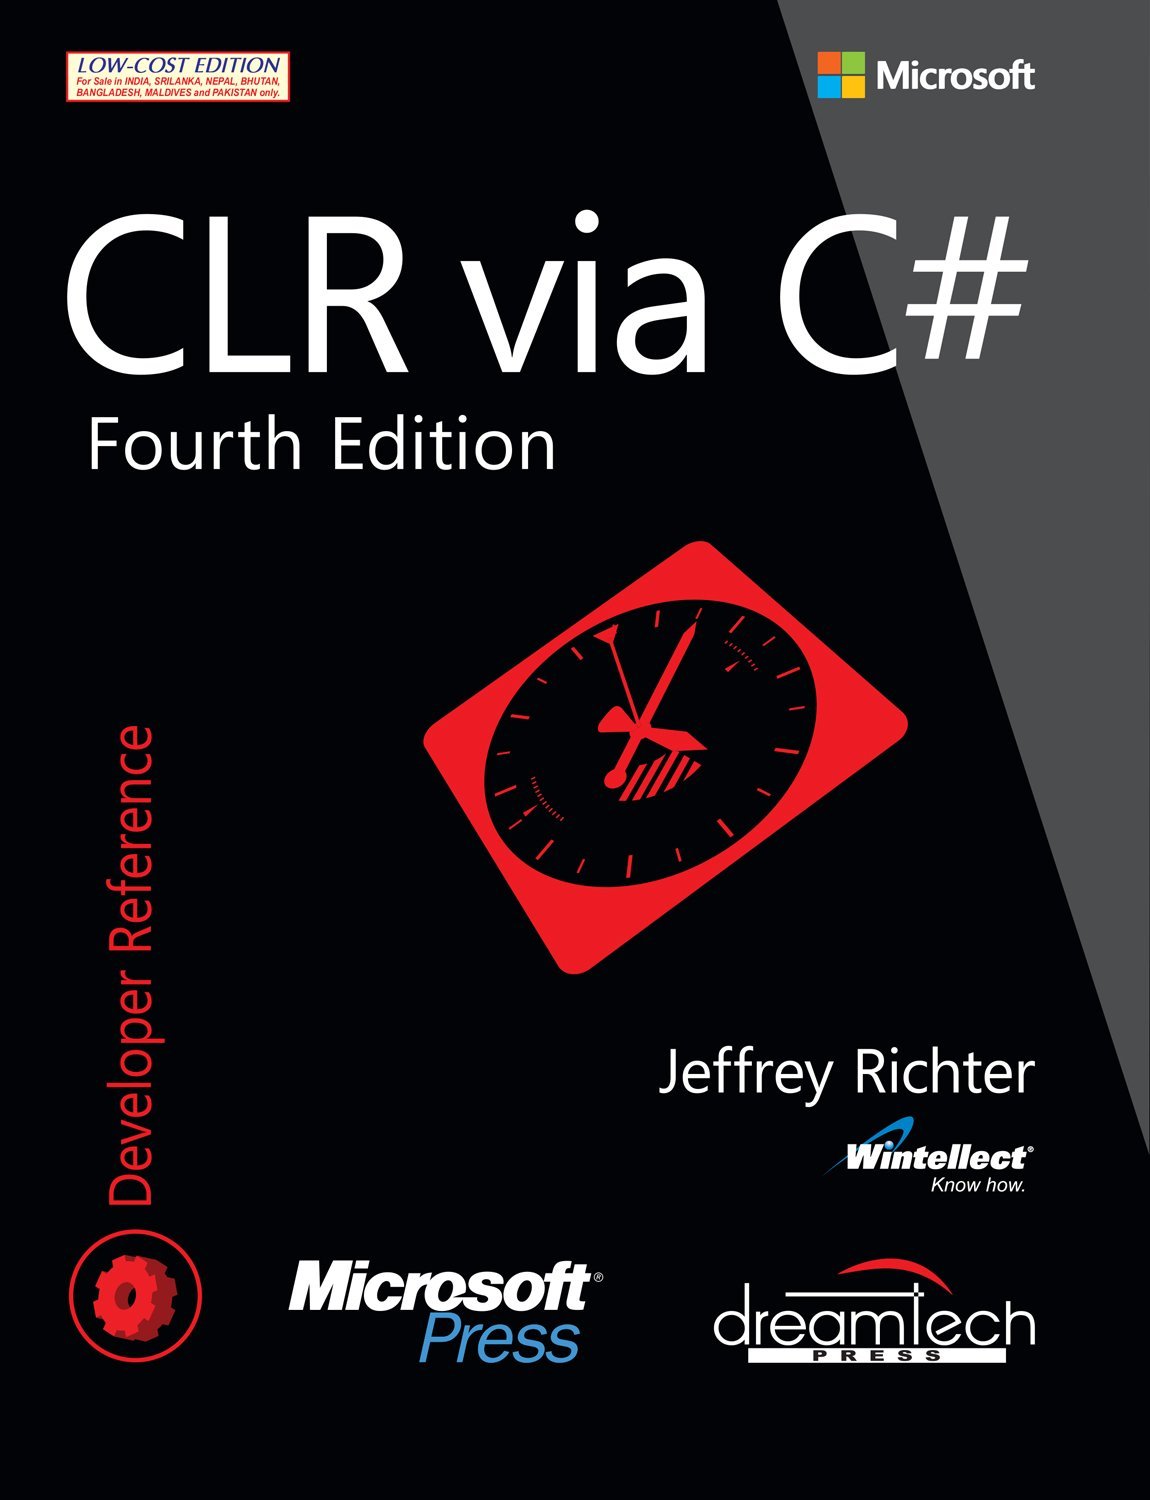 LOW-COST EDITION
For Sale in INDIA, SRILANKA, NEPAL, BHUTAN,
BANGLADESH, MALDIVES and PAKISTAN only.
Microsoft
CLR via C#
Fourth Edition
Developer Reference
Jeffrey Richter
Wintellect®
Know how.
Microsoft®
Press
dreamtech
PRESS